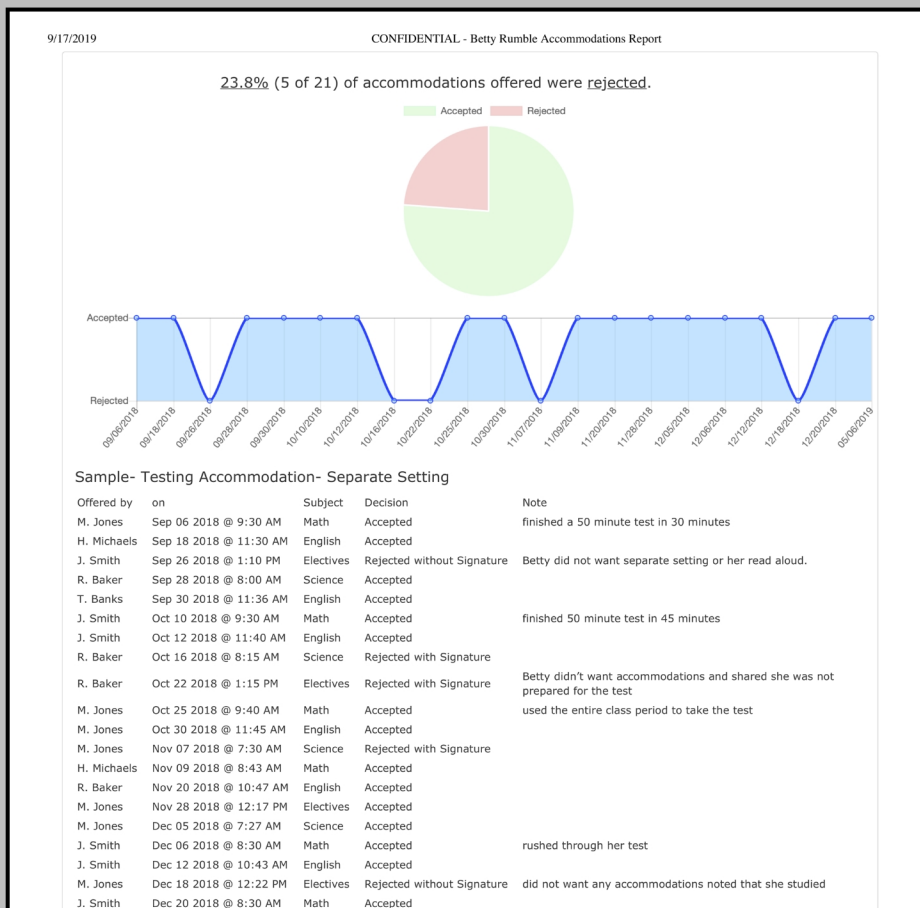 9/17/2019 CONFIDENTIAL - Betty Rumble Accommodations Report
23.8% (5 of 21) of accommodations offered were rejected.
Accepted Rejected
Accepted
Rejected
09/06/2018 09/18/2018 09/26/2018 09/28/2018 09/30/2018 10/10/2018 10/12/2018 10/16/2018 10/22/2018 10/25/2018 10/30/2018 11/07/2018 11/09/2018 11/20/2018 11/28/2018 12/05/2018 12/06/2018 12/12/2018 12/18/2018 12/20/2018 05/06/2019
Sample- Testing Accommodation- Separate Setting
Offered by on Subject Decision Note
M. Jones Sep 06 2018 @ 9:30 AM Math Accepted finished a 50 minute test in 30 minutes
H. Michaels Sep 18 2018 @ 11:30 AM English Accepted
J. Smith Sep 26 2018 @ 1:10 PM Electives Rejected without Signature Betty did not want separate setting or her read aloud.
R. Baker Sep 28 2018 @ 8:00 AM Science Accepted
T. Banks Sep 30 2018 @ 11:36 AM English Accepted
J. Smith Oct 10 2018 @ 9:30 AM Math Accepted finished 50 minute test in 45 minutes
J. Smith Oct 12 2018 @ 11:40 AM English Accepted
R. Baker Oct 16 2018 @ 8:15 AM Science Rejected with Signature
R. Baker Oct 22 2018 @ 1:15 PM Electives Rejected with Signature Betty didn't want accommodations and shared she was not
prepared for the test
M. Jones Oct 25 2018 @ 9:40 AM Math Accepted used the entire class period to take the test
M. Jones Oct 30 2018 @ 11:45 AM English Accepted
M. Jones Nov 07 2018 @ 7:30 AM Science Rejected with Signature
H. Michaels Nov 09 2018 @ 8:43 AM Math Accepted
R. Baker Nov 20 2018 @ 10:47 AM English Accepted
M. Jones Nov 28 2018 @ 12:17 PM Electives Accepted
M. Jones Dec 05 2018 @ 7:27 AM Science Accepted
J. Smith Dec 06 2018 @ 8:30 AM Math Accepted rushed through her test
J. Smith Dec 12 2018 @ 10:43 AM English Accepted
M. Jones Dec 18 2018 @ 12:22 PM Electives Rejected without Signature did not want any accommodations noted that she studied
J. Smith Dec 20 2018 @ 8:30 AM Math Accepted